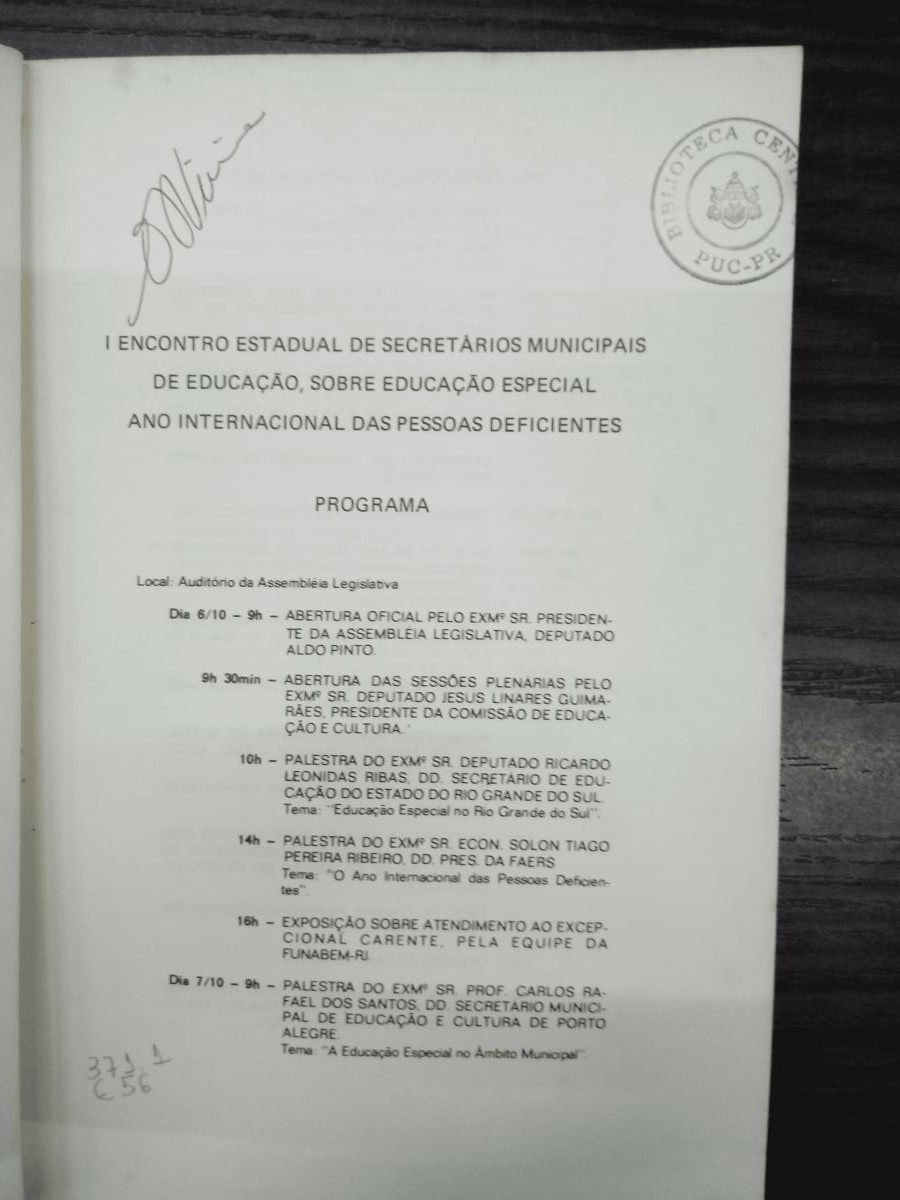 BIBLIOTECA CENT
PUC-PR
I ENCONTRO ESTADUAL DE SECRETÁRIOS MUNICIPAIS
DE EDUCAÇÃO, SOBRE EDUCAÇÃO ESPECIAL
ANO INTERNACIONAL DAS PESSOAS DEFICIENTES
PROGRAMA
Local: Auditório da Assembléia Legislativa
Dia 6/10 – 9h – ABERTURA OFICIAL PELO EXMº SR. PRESIDEN-
TE DA ASSEMBLÉIA LEGISLATIVA, DEPUTADO
ALDO PINTO.
9h 30min – ABERTURA DAS SESSÕES PLENÁRIAS PELO
EXMº SR. DEPUTADO JESUS LINARES GUIMA-
RÃES, PRESIDENTE DA COMISSÃO DE EDUCA-
ÇÃO E CULTURA.
10h – PALESTRA DO EXMº SR. DEPUTADO RICARDO
LEONIDAS RIBAS, DD. SECRETÁRIO DE EDU-
CAÇÃO DO ESTADO DO RIO GRANDE DO SUL.
Tema: "Educação Especial no Rio Grande do Sul".
14h – PALESTRA DO EXMº SR. ECON. SOLON TIAGO
PEREIRA RIBEIRO, DD. PRES. DA FAERS
Tema: "O Ano Internacional das Pessoas Deficien-
tes".
16h – EXPOSIÇÃO SOBRE ATENDIMENTO AO EXCEP-
CIONAL CARENTE, PELA EQUIPE DA
FUNABEM-RJ.
Dia 7/10 – 9h – PALESTRA DO EXMº SR. PROF. CARLOS RA-
FAEL DOS SANTOS, DD. SECRETÁRIO MUNICI-
PAL DE EDUCAÇÃO E CULTURA DE PORTO
ALEGRE.
Tema: "A Educação Especial no Âmbito Municipal".
371.1
C 56